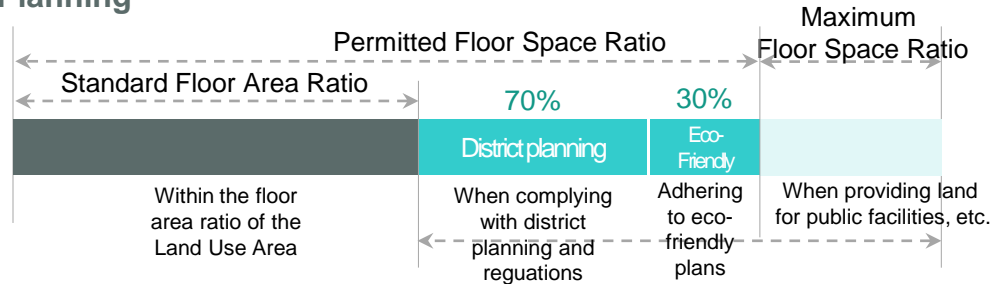 Planning
Maximum
Floor Space Ratio
Permitted Floor Space Ratio
Standard Floor Area Ratio
70%
30%
District planning
Eco-
Friendly
Within the floor
area ratio of the
Land Use Area
When complying
with district
planning and
reguations
Adhering
to eco-
friendly
plans
When providing land
for public facilities, etc.